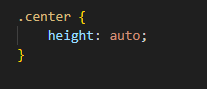 .center {
    height: auto;
}